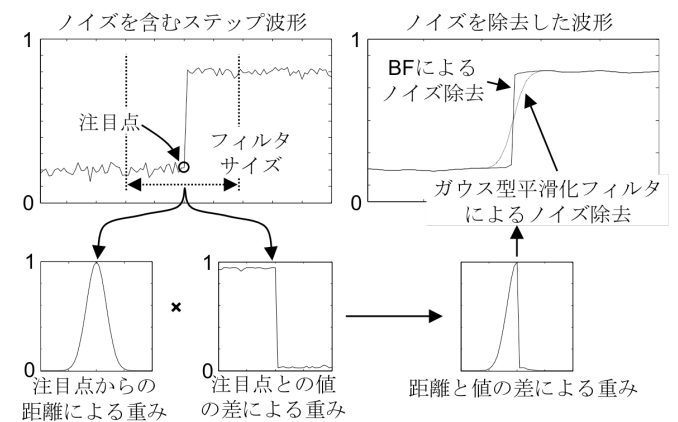 ノイズを含むステップ波形
1
0
注目点
フィルタ
サイズ
ノイズを除去した波形
1
0
BFによる
ノイズ除去
ガウス型平滑化フィルタ
によるノイズ除去
1
0
注目点からの
距離による重み
×
1
0
注目点との値
の差による重み
1
0
距離と値の差による重み